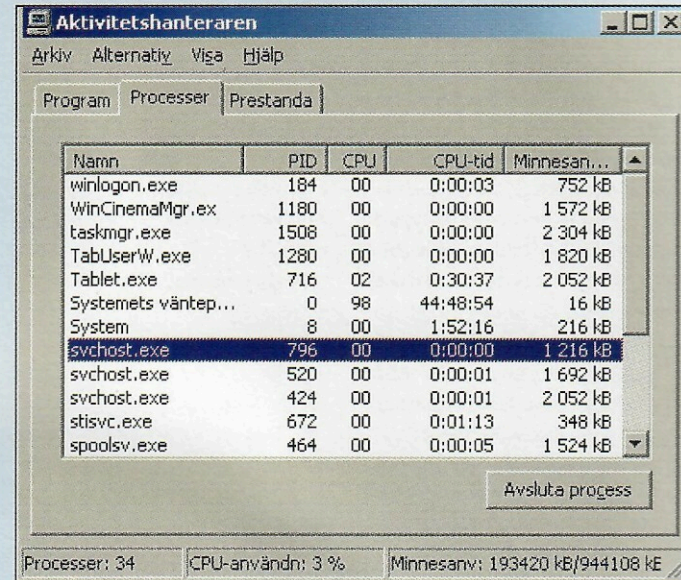 Aktivitetshanteraren
Arkiv Alternativ Visa Hjälp
Program Processer Prestanda
Namn PID CPU CPU-tid Minnesan...
winlogon.exe 184 00 0:00:03 752 kB
WinCinemaMgr.ex 1180 00 0:00:00 1 572 kB
taskmgr.exe 1508 00 0:00:00 2 304 kB
TabUserW.exe 1280 00 0:00:00 1 820 kB
Tablet.exe 716 02 0:30:37 2 052 kB
Systemets väntep... 0 98 44:48:54 16 kB
System 8 00 1:52:16 216 kB
svchost.exe 796 00 0:00:00 1 216 kB
svchost.exe 520 00 0:00:01 1 692 kB
svchost.exe 424 00 0:00:01 2 052 kB
stisvc.exe 672 00 0:01:13 348 kB
spoolsv.exe 464 00 0:00:05 1 524 kB
Avsluta process
Processer: 34 CPU-användn: 3 % Minnesanv: 193420 kB/944108 kE